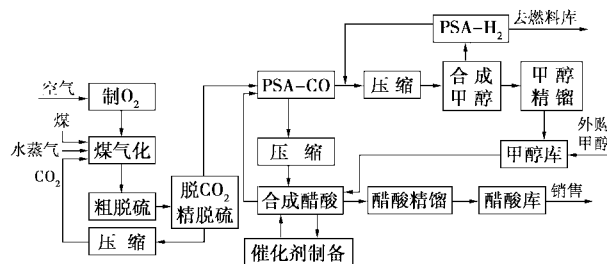 PSA-H₂
去燃料库
空气
制O₂
PSA-CO
压缩
合成
甲醇
甲醇
精馏
煤
水蒸气
煤气化
CO₂
外购
甲醇
压缩
甲醇库
粗脱硫
脱CO₂
精脱硫
合成醋酸
醋酸精馏
醋酸库
销售
压缩
催化剂制备